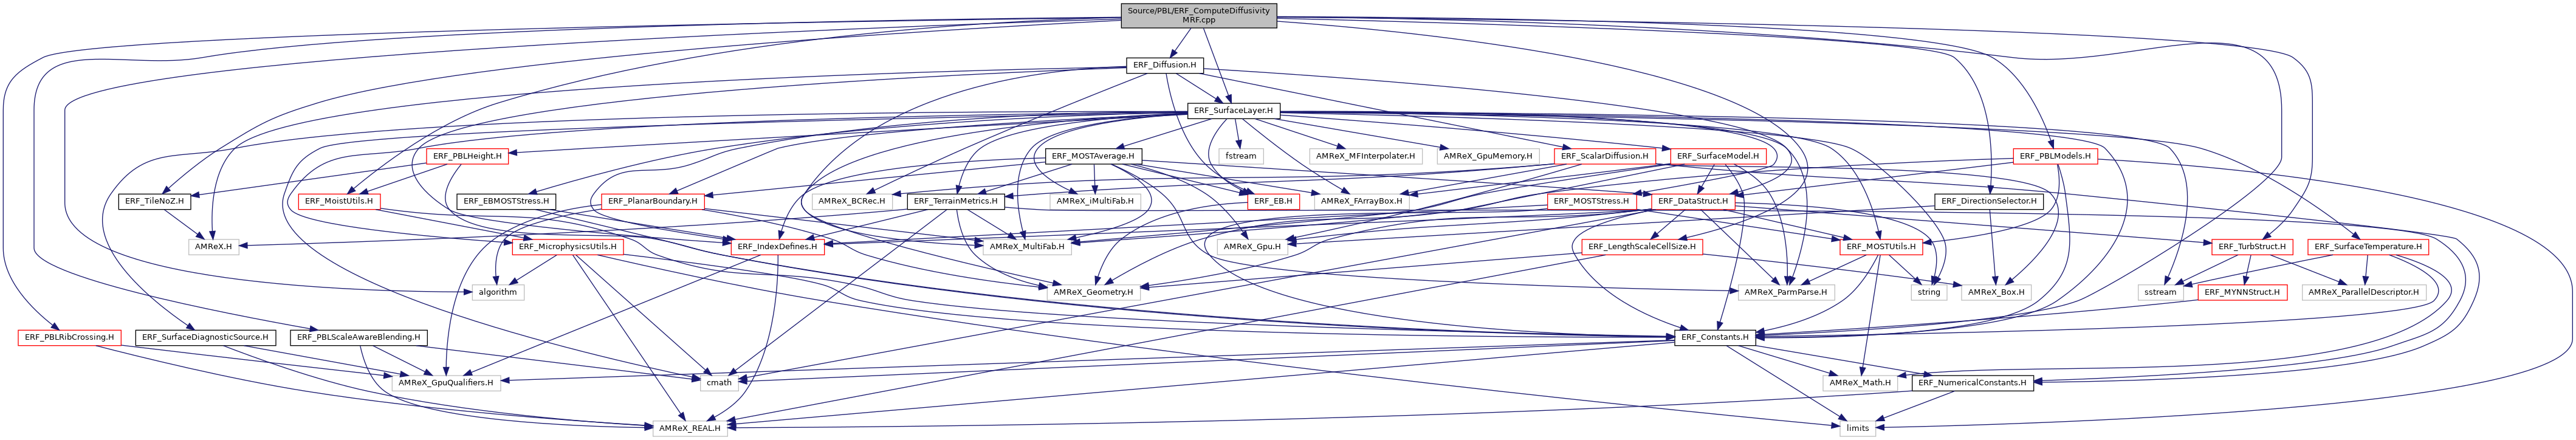 Source/PBL/ERF_ComputeDiffusivity
MRF.cpp
ERF_Diffusion.H
ERF_SurfaceLayer.H
ERF_PBLHeight.H
ERF_MOSTAverage.H
fstream
AMReX_MFInterpolater.H
AMReX_GpuMemory.H
ERF_ScalarDiffusion.H
ERF_SurfaceModel.H
ERF_PBLModels.H
ERF_TileNoZ.H
ERF_MoistUtils.H
ERF_EBMOSTStress.H
ERF_PlanarBoundary.H
AMReX_BCRec.H
ERF_TerrainMetrics.H
AMReX_iMultiFab.H
ERF_EB.H
AMReX_FArrayBox.H
ERF_MOSTStress.H
ERF_DataStruct.H
ERF_DirectionSelector.H
AMReX.H
ERF_MicrophysicsUtils.H
ERF_IndexDefines.H
AMReX_MultiFab.H
AMReX_Gpu.H
ERF_LengthScaleCellSize.H
ERF_MOSTUtils.H
ERF_TurbStruct.H
ERF_SurfaceTemperature.H
algorithm
AMReX_Geometry.H
AMReX_ParmParse.H
string
AMReX_Box.H
sstream
ERF_MYNNStruct.H
AMReX_ParallelDescriptor.H
ERF_PBLRibCrossing.H
ERF_SurfaceDiagnosticSource.H
ERF_PBLScaleAwareBlending.H
ERF_Constants.H
AMReX_GpuQualifiers.H
cmath
AMReX_Math.H
ERF_NumericalConstants.H
AMReX_REAL.H
limits